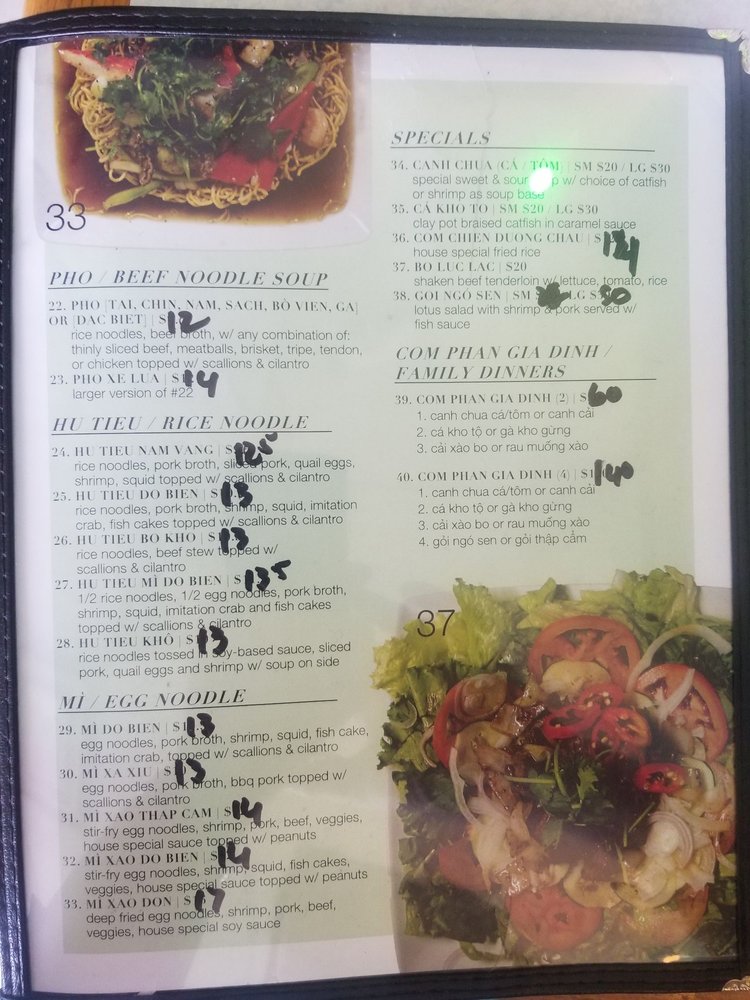 33
PHO / BEEF NOODLE SOUP
22. PHO [TAI, CHIN, NAM, SACH, BÒ VIEN, GA]
OR [DAC BIET] | $12
rice noodles, beef broth, w/ any combination of:
thinly sliced beef, meatballs, brisket, tripe, tendon,
or chicken topped w/ scallions & cilantro
23. PHO XE LUA | $14
larger version of #22
HU TIEU / RICE NOODLE
24. HU TIEU NAM VANG | $12⁵⁰
rice noodles, pork broth, sliced pork, quail eggs,
shrimp, squid topped w/ scallions & cilantro
25. HU TIEU DO BIEN | $13
rice noodles, pork broth, shrimp, squid, imitation
crab, fish cakes topped w/ scallions & cilantro
26. HU TIEU BO KHO | $13
rice noodles, beef stew topped w/
scallions & cilantro
27. HU TIEU MÌ DO BIEN | $13⁵
1/2 rice noodles, 1/2 egg noodles, pork broth,
shrimp, squid, imitation crab and fish cakes
topped w/ scallions & cilantro
28. HU TIEU KHÔ | $13
rice noodles tossed in soy-based sauce, sliced
pork, quail eggs and shrimp w/ soup on side
MÌ / EGG NOODLE
29. MÌ DO BIEN | $13
egg noodles, pork broth, shrimp, squid, fish cake,
imitation crab, topped w/ scallions & cilantro
30. MÌ XA XIU | $13
egg noodles, pork broth, bbq pork topped w/
scallions & cilantro
31. MÌ XAO THAP CAM | $14
stir-fry egg noodles, shrimp, pork, beef, veggies,
house special sauce topped w/ peanuts
32. MÌ XAO DO BIEN | $14
stir-fry egg noodles, shrimp, squid, fish cakes,
veggies, house special sauce topped w/ peanuts
33. MÌ XAO DON | $
deep fried egg noodles, shrimp, pork, beef,
veggies, house special soy sauce
SPECIALS
34. CANH CHUA (CÁ / TÔM) | SM $20 / LG $30
special sweet & sour soup w/ choice of catfish
or shrimp as soup base
35. CÁ KHO TO | SM $20 / LG $30
clay pot braised catfish in caramel sauce
36. COM CHIEN DUONG CHAU | $
house special fried rice
37. BO LUC LAC | $20
shaken beef tenderloin w/ lettuce, tomato, rice
38. GOI NGÓ SEN | SM LG $30
lotus salad with shrimp & pork served w/
fish sauce
COM PHAN GIA DINH /
FAMILY DINNERS
39. COM PHAN GIA DINH (2) | $60
1. canh chua cá/tôm or canh cải
2. cá kho tộ or gà kho gừng
3. cải xào bo or rau muống xào
40. COM PHAN GIA DINH (4) | $140
1. canh chua cá/tôm or canh cải
2. cá kho tộ or gà kho gừng
3. cải xào bo or rau muống xào
4. gỏi ngó sen or gỏi thập cẩm
37